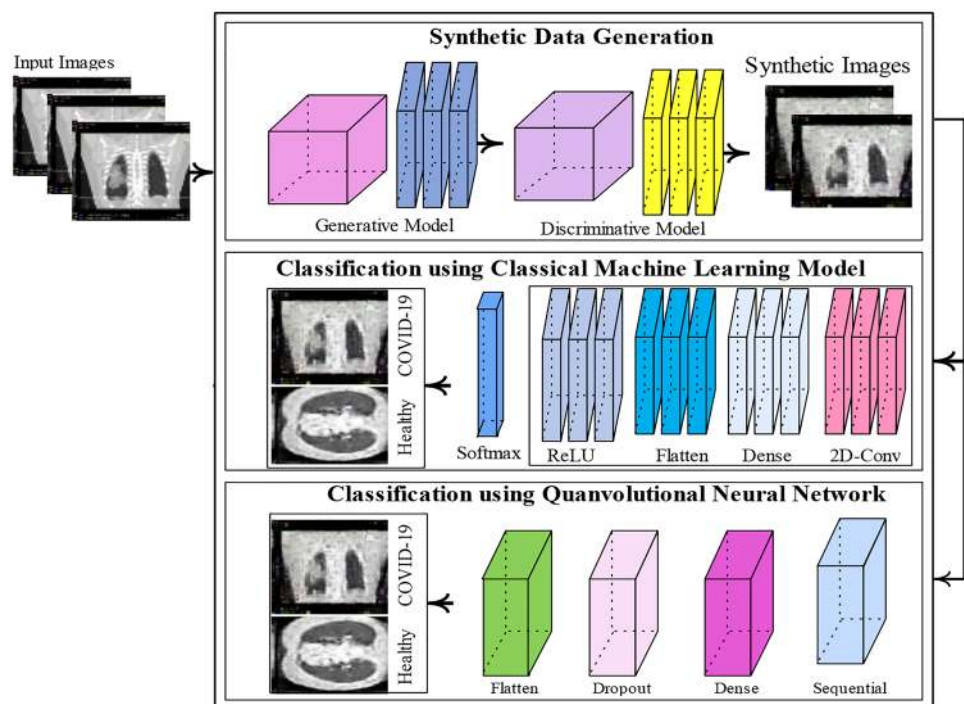 Synthetic Data Generation
Input Images
Synthetic Images
Generative Model
Discriminative Model
Classification using Classical Machine Learning Model
COVID-19
Healthy
Softmax
ReLU
Flatten
Dense
2D-Conv
Classification using Quanvolutional Neural Network
COVID-19
Healthy
Flatten
Dropout
Dense
Sequential